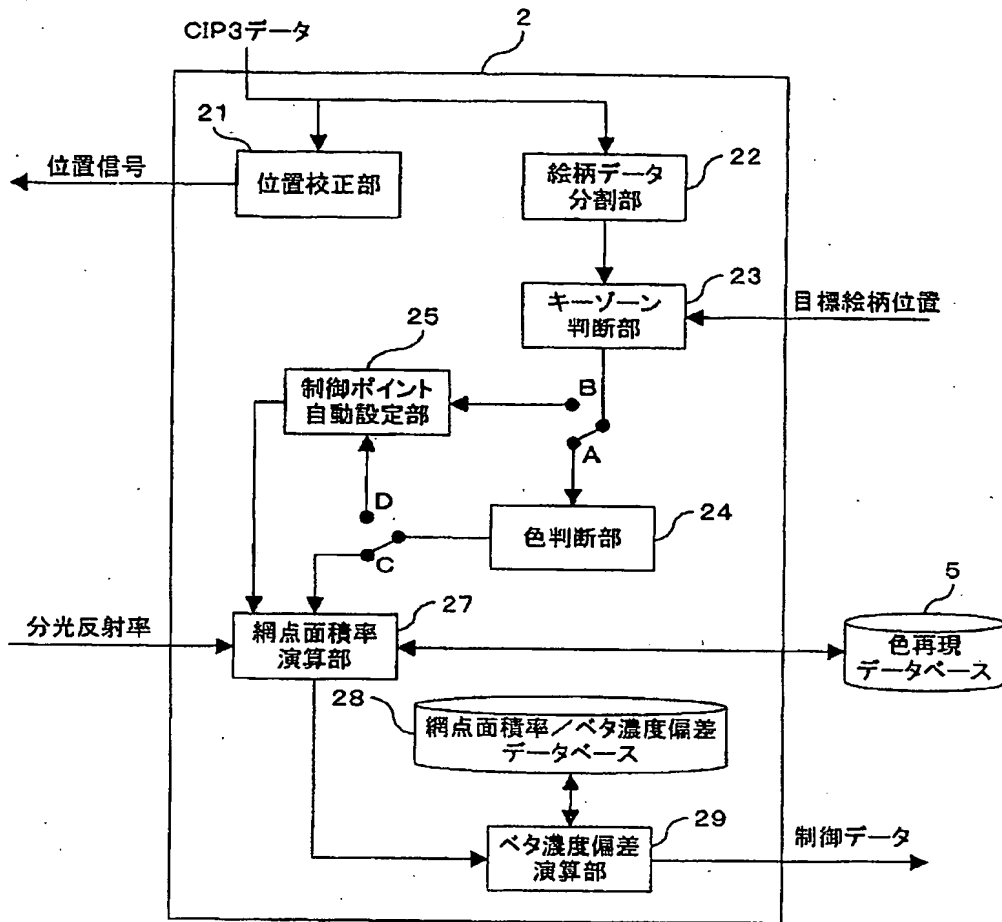 CIP3データ
2
21
位置信号
位置校正部
22
絵柄データ
分割部
23
キーゾーン
判断部
目標絵柄位置
25
制御ポイント
自動設定部
B
A
D
C
24
色判断部
5
分光反射率
27
網点面積率
演算部
色再現
データベース
28
網点面積率/ベタ濃度偏差
データベース
29
ベタ濃度偏差
演算部
制御データ